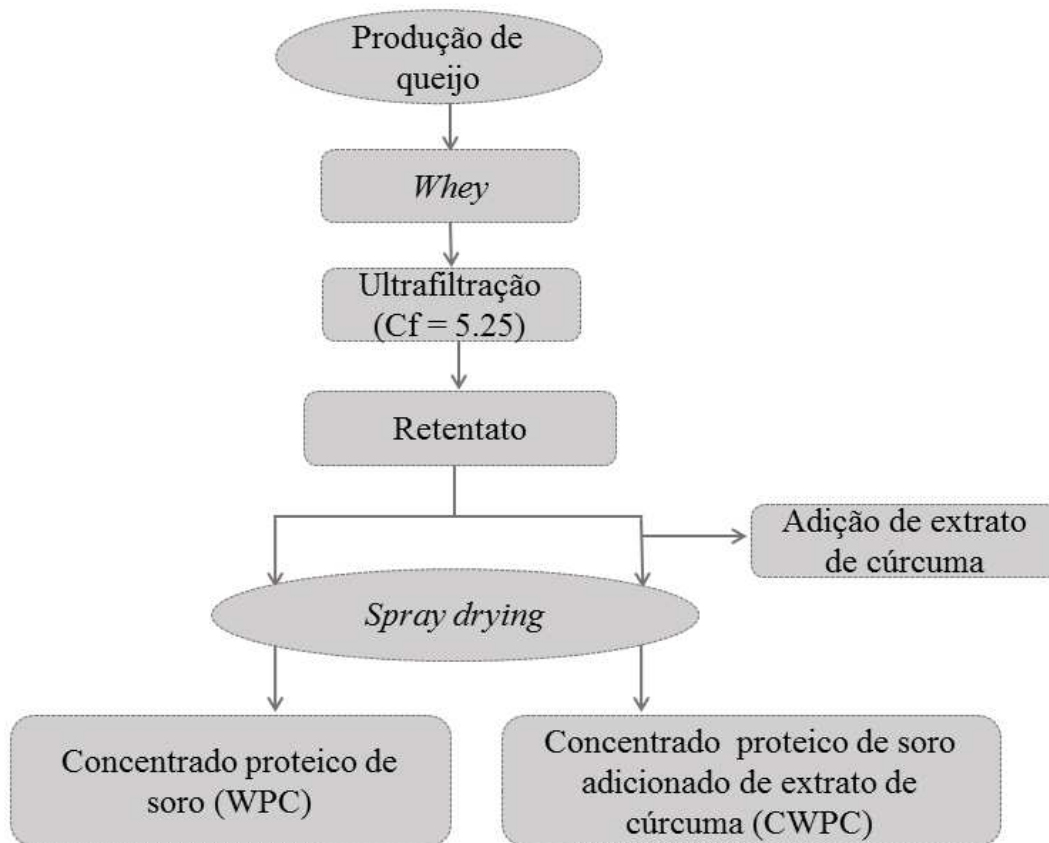 Produção de
queijo
Whey
Ultrafiltração
(Cf = 5.25)
Retentato
Adição de extrato
de cúrcuma
Spray drying
Concentrado proteico de
soro (WPC)
Concentrado proteico de soro
adicionado de extrato de
cúrcuma (CWPC)